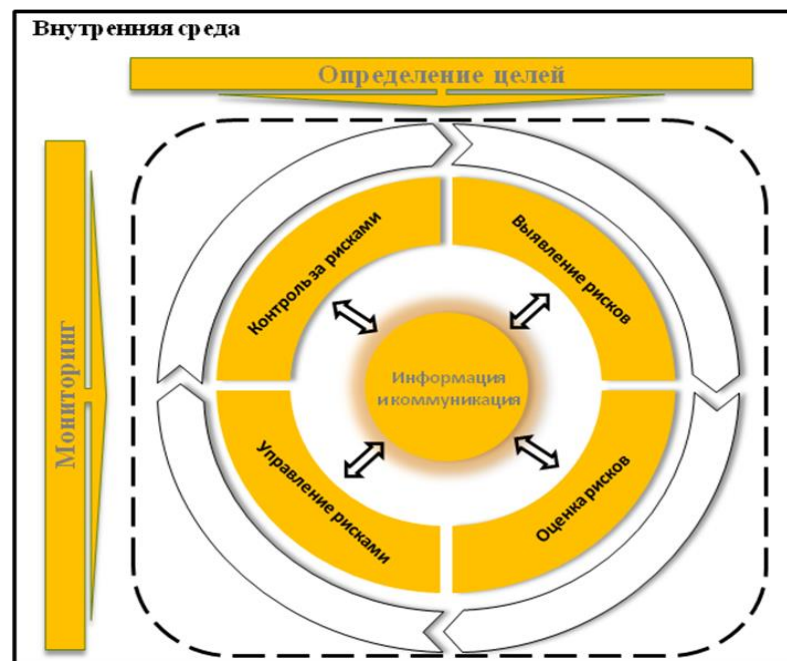 Внутренняя среда
Определение целей
Мониторинг
Контроль за рисками
Выявление рисков
Информация
и коммуникация
Управление рисками
Оценка рисков